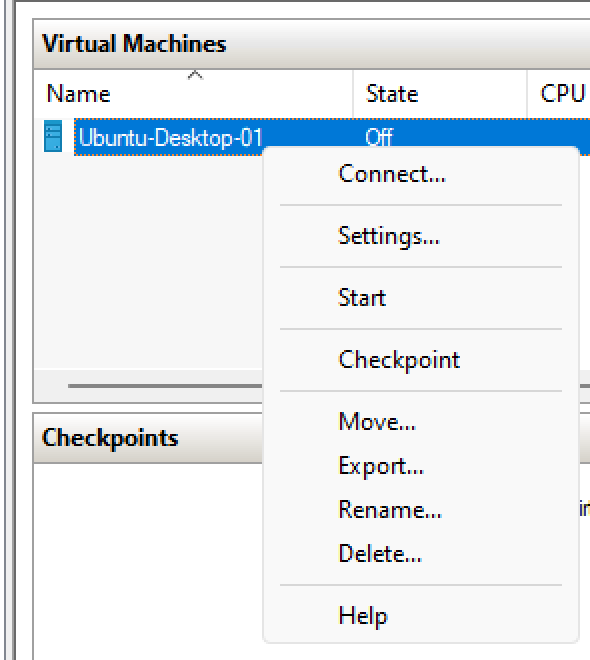 Virtual Machines
Name State CPU
Ubuntu-Desktop-01 Off
Connect...
Settings...
Start
Checkpoint
Move...
Checkpoints
Export...
Rename...
Delete...
Help